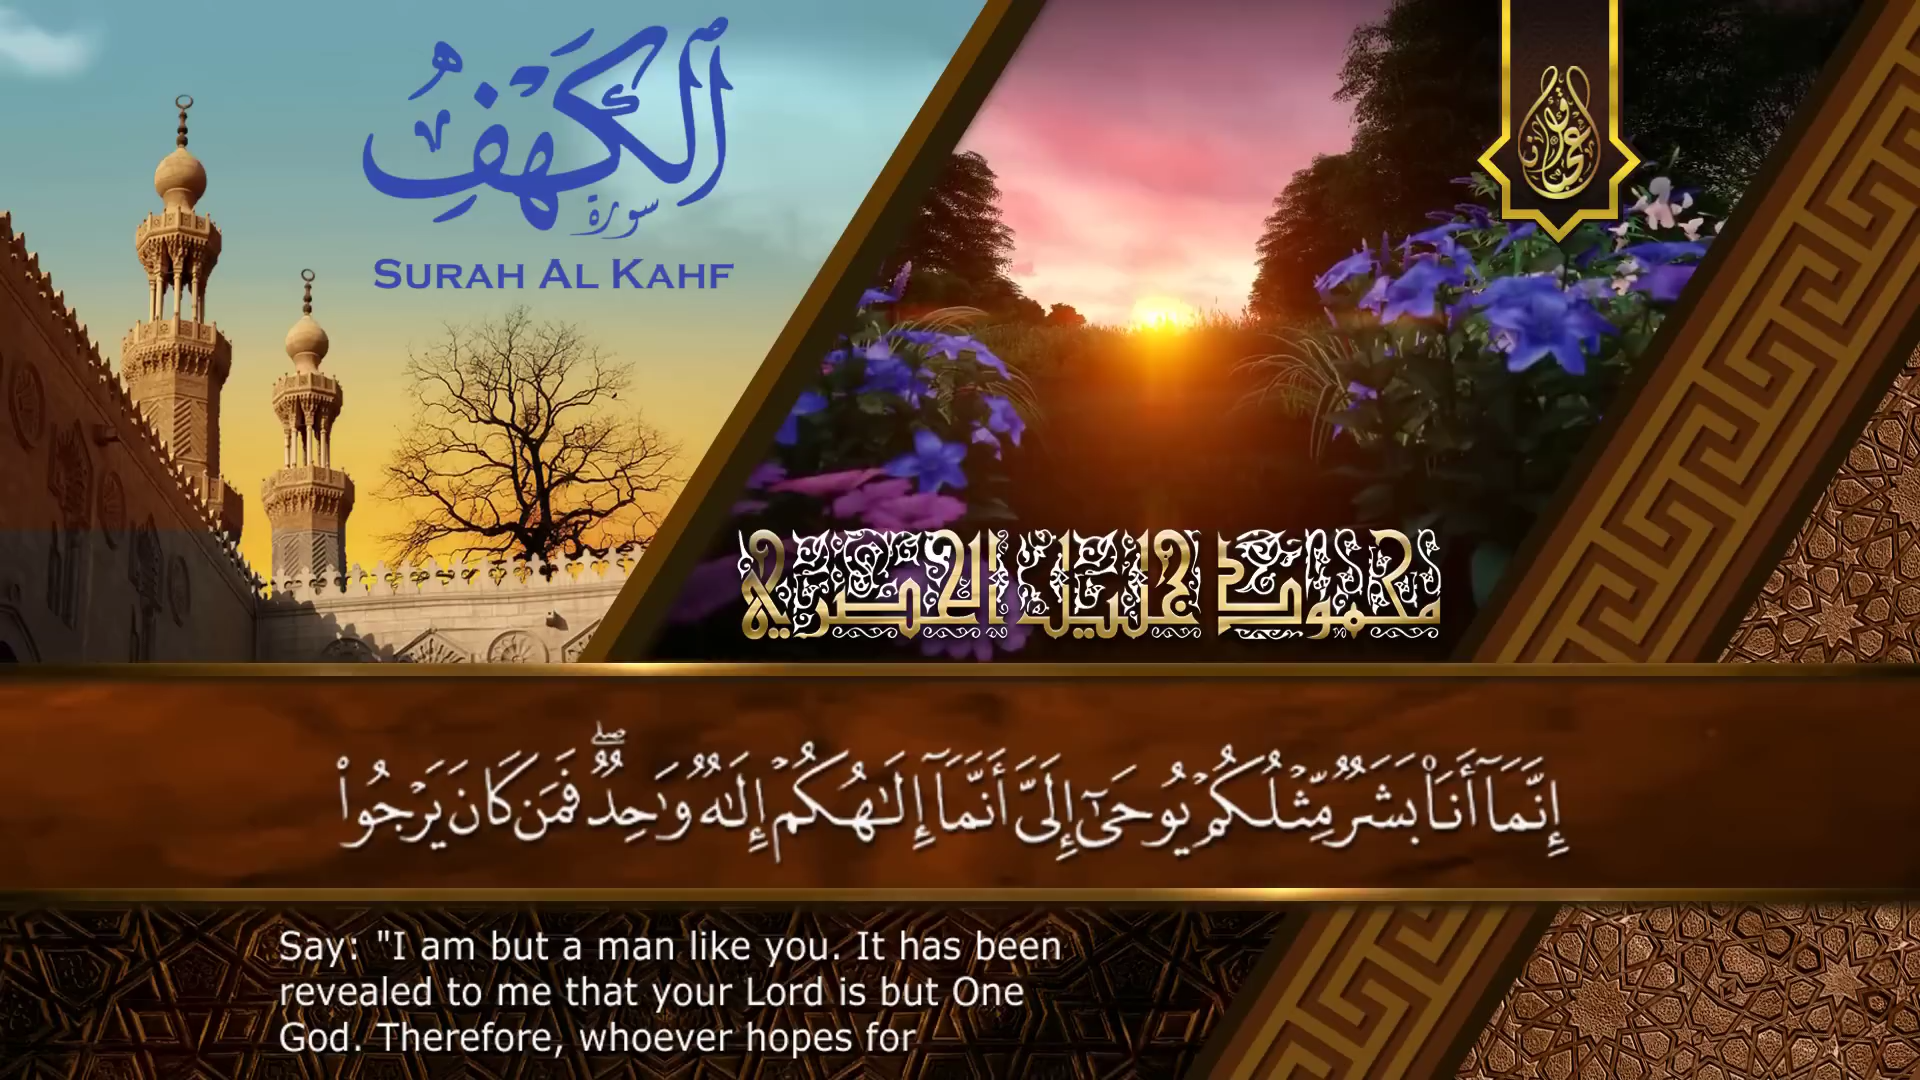 ٱلْكَهْفِ
سورة
SURAH AL KAHF
محمود خليل الحصري
إِنَّمَآ أَنَا۠ بَشَرٌ مِّثْلُكُمْ يُوحَىٰٓ إِلَىَّ أَنَّمَآ إِلَٰهُكُمْ إِلَٰهٌ وَٰحِدٌ ۖ فَمَن كَانَ يَرْجُوا۟
Say: "I am but a man like you. It has been
revealed to me that your Lord is but One
God. Therefore, whoever hopes for